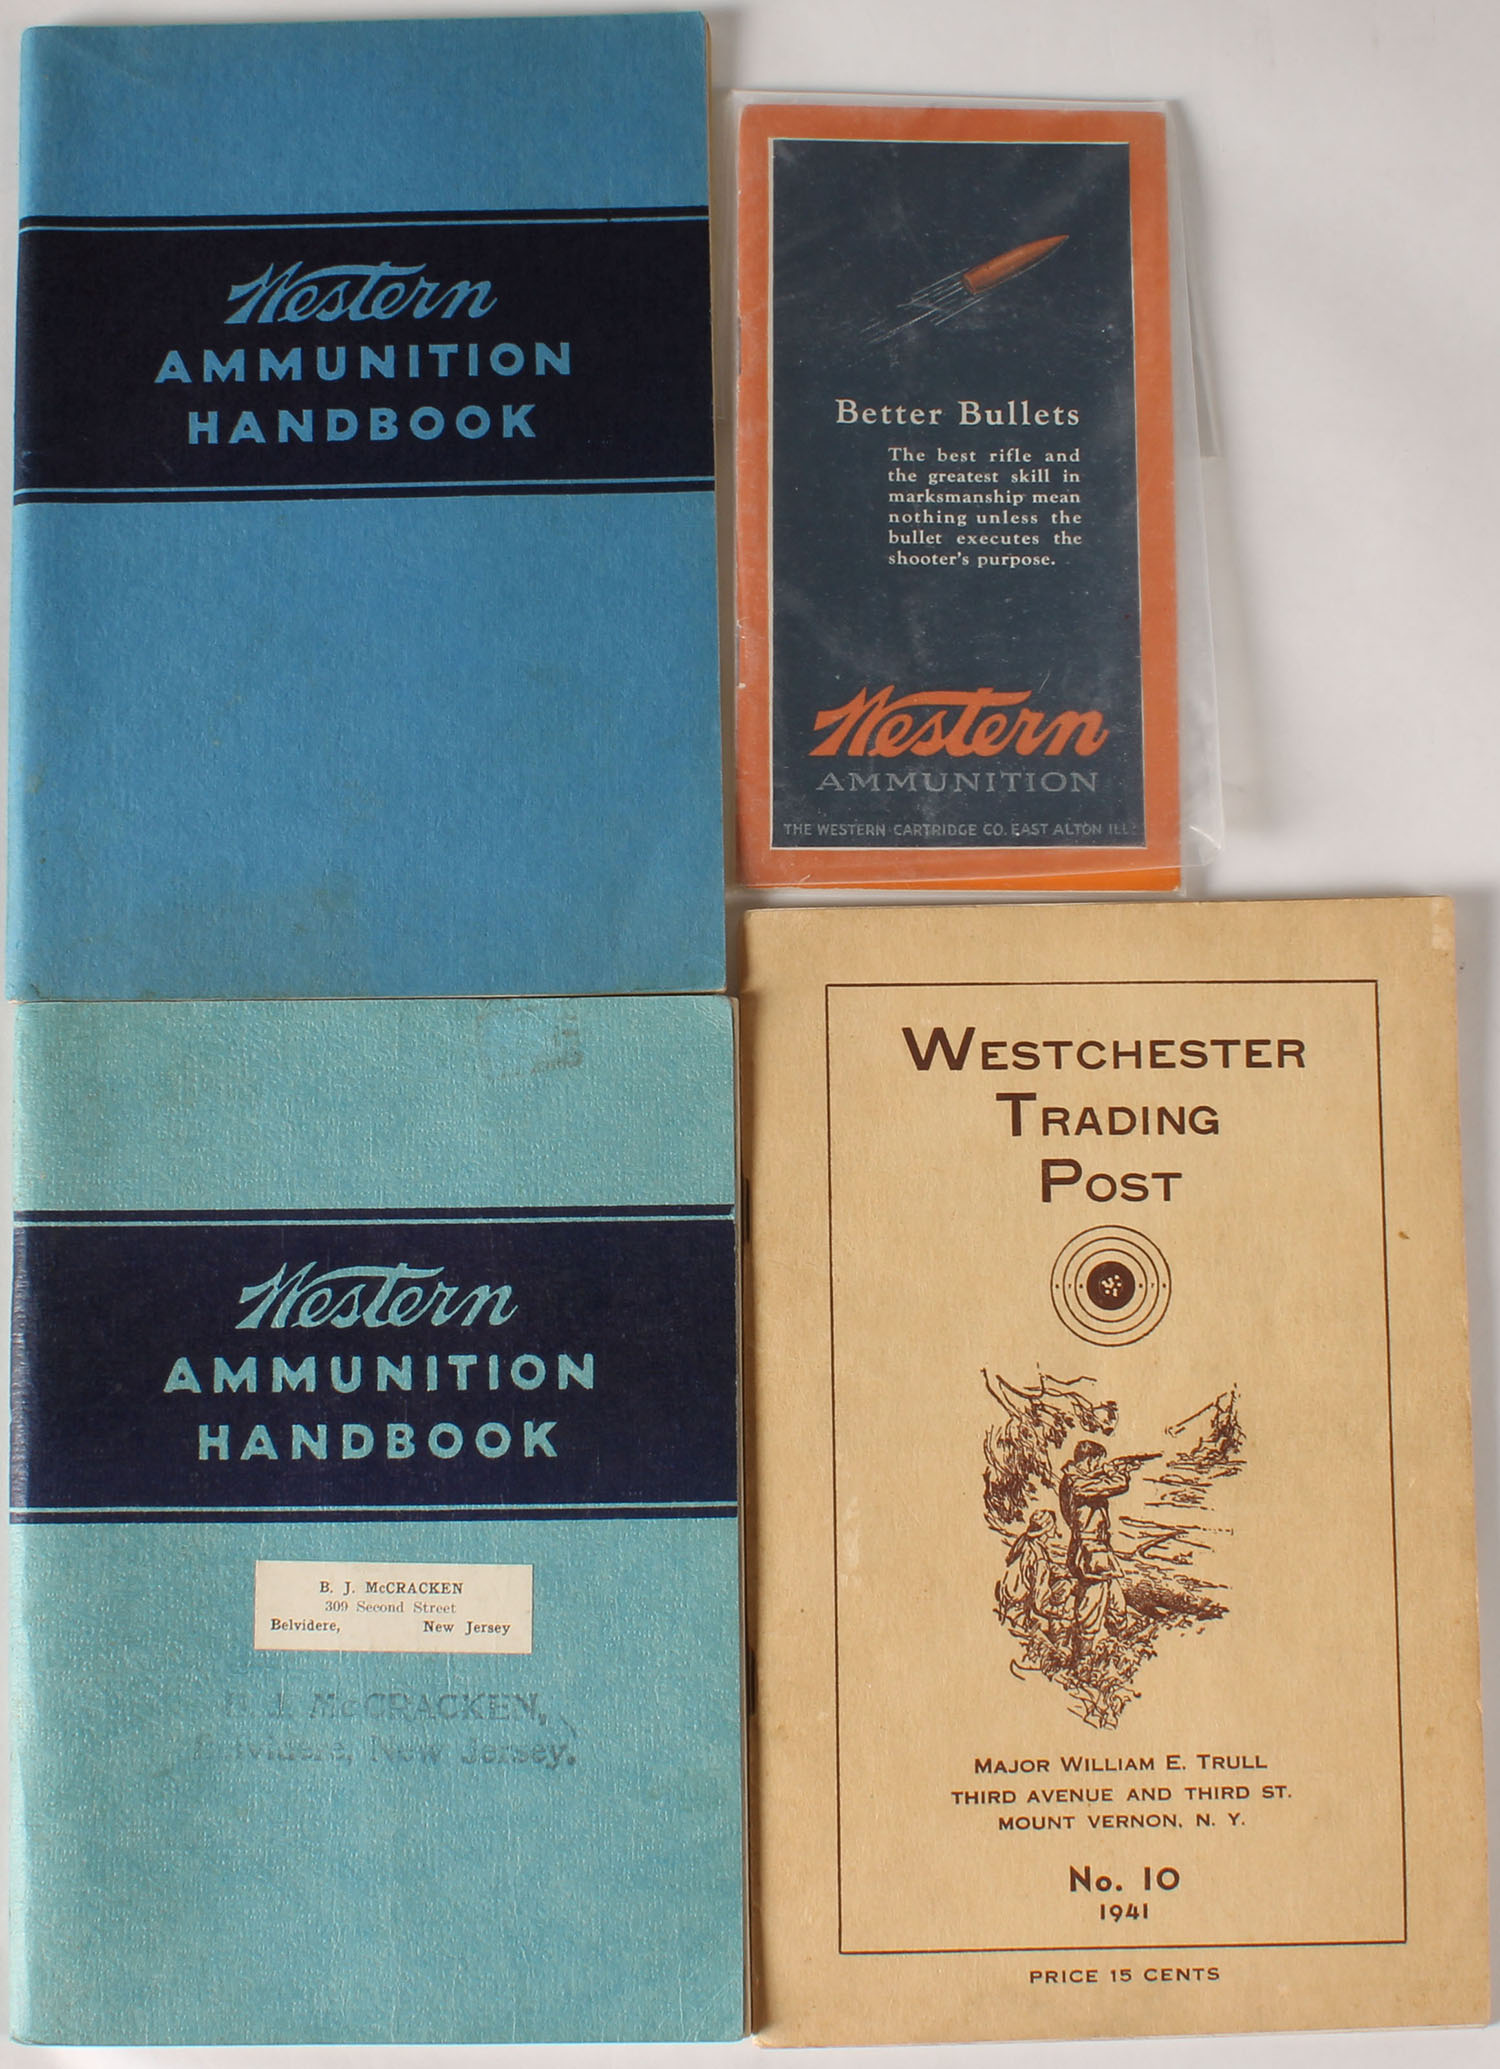 Western
AMMUNITION
HANDBOOK
Better Bullets
The best rifle and
the greatest skill in
marksmanship mean
nothing unless the
bullet executes the
shooter's purpose.
Western
AMMUNITION
THE WESTERN CARTRIDGE CO. EAST ALTON ILL.
Western
AMMUNITION
HANDBOOK
B. J. McCRACKEN
309 Second Street
Belvidere, New Jersey
B. J. McCRACKEN,
Belvidere, New Jersey.
WESTCHESTER
TRADING
POST
MAJOR WILLIAM E. TRULL
THIRD AVENUE AND THIRD ST.
MOUNT VERNON, N. Y.
No. 10
1941
PRICE 15 CENTS